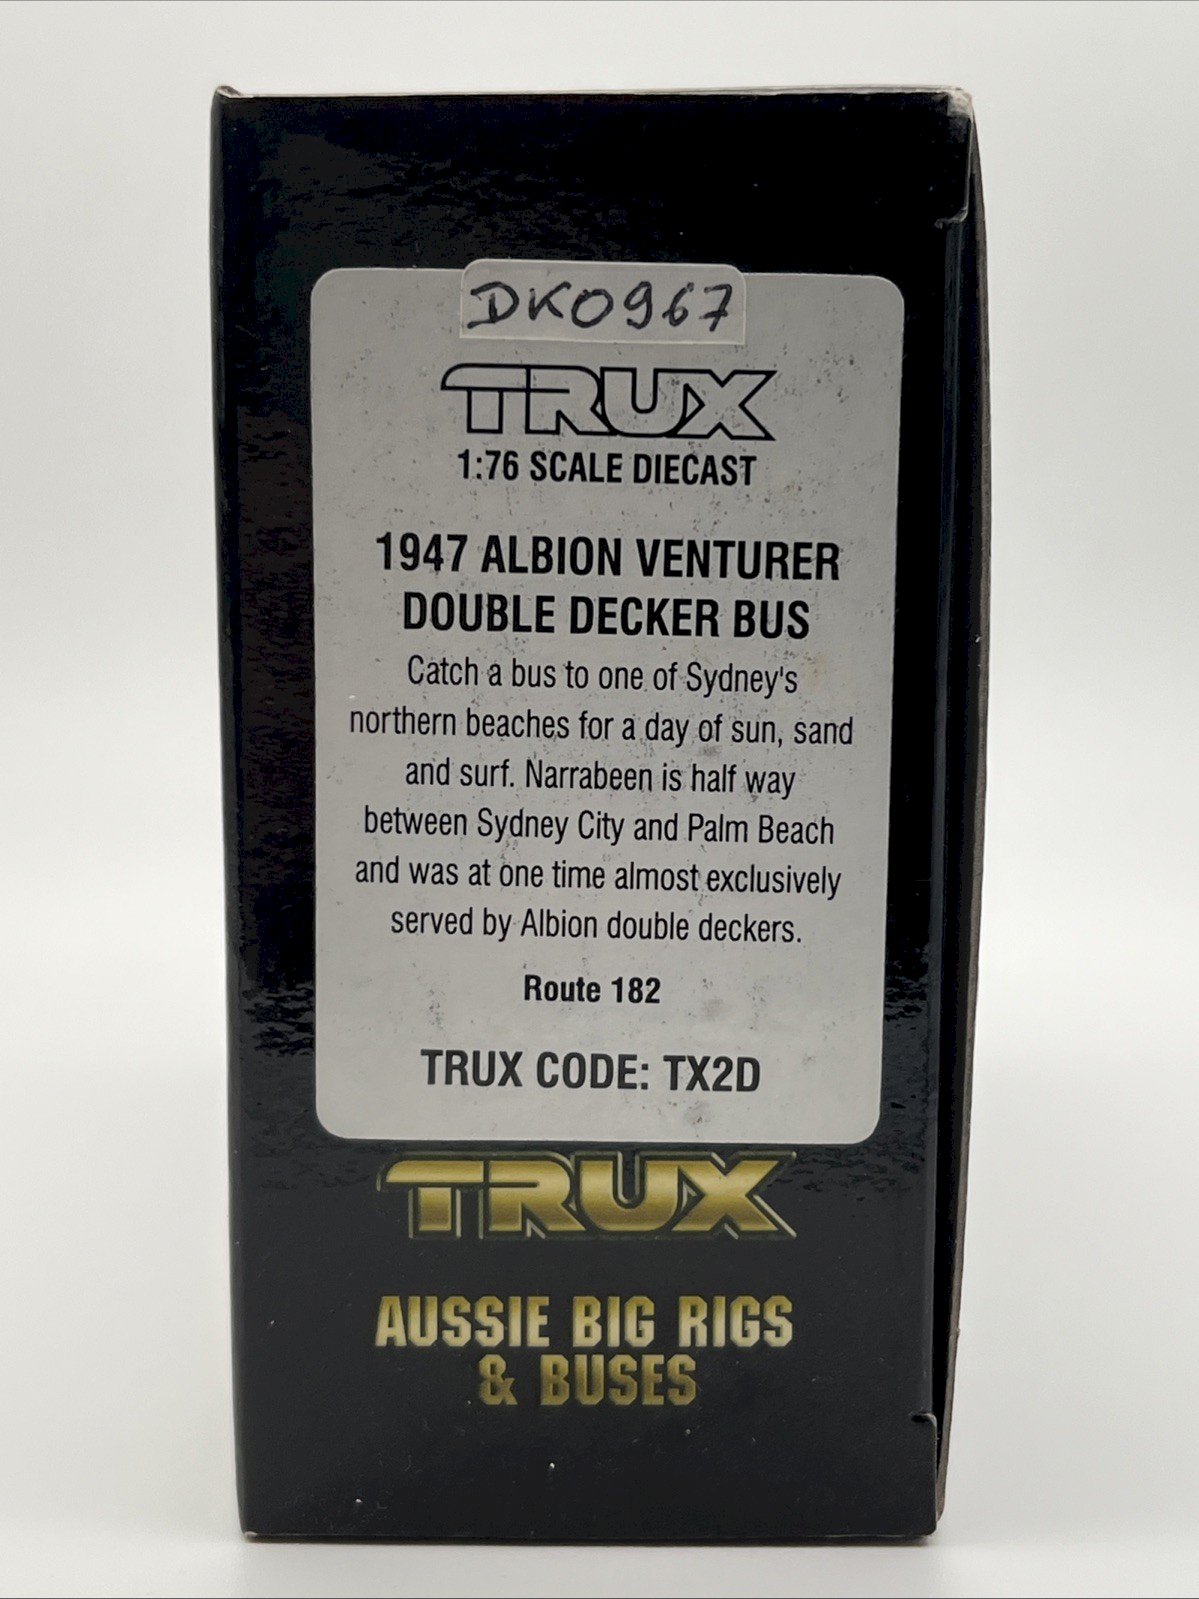 DK0967
TRUX
1:76 SCALE DIECAST
1947 ALBION VENTURER
DOUBLE DECKER BUS
Catch a bus to one of Sydney's
northern beaches for a day of sun, sand
and surf. Narrabeen is half way
between Sydney City and Palm Beach
and was at one time almost exclusively
served by Albion double deckers.
Route 182
TRUX CODE: TX2D
TRUX
AUSSIE BIG RIGS
& BUSES